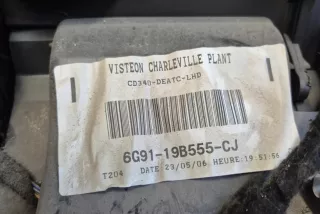 VISTEON CHARLEVILLE PLANT
CD340-DEATC-LHD
6G91-19B555-CJ
T204 DATE:23/05/06 HEURE:19:51:56